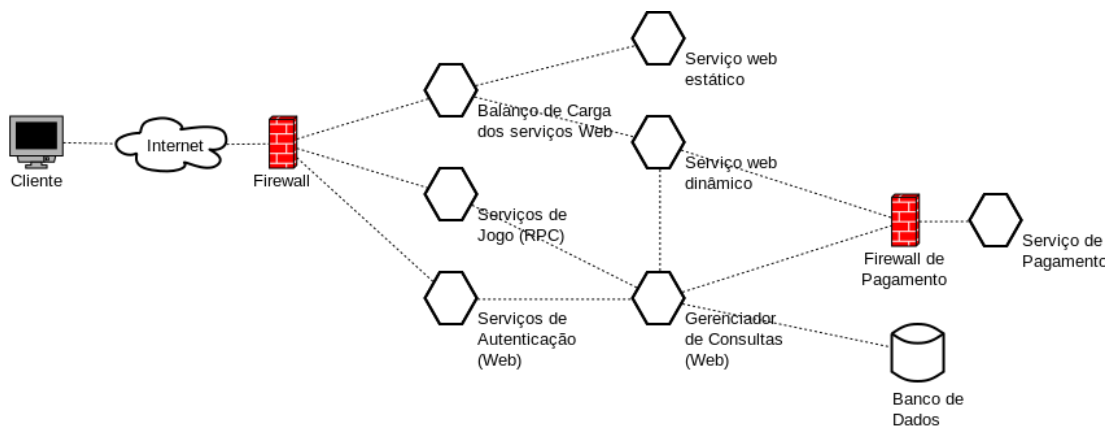 Serviço web
estático
Balanço de Carga
dos serviços Web
Internet
Cliente
Firewall
Serviço web
dinâmico
Serviços de
Jogo (RPC)
Firewall de
Pagamento
Serviço de
Pagamento
Serviços de
Autenticação
(Web)
Gerenciador
de Consultas
(Web)
Banco de
Dados